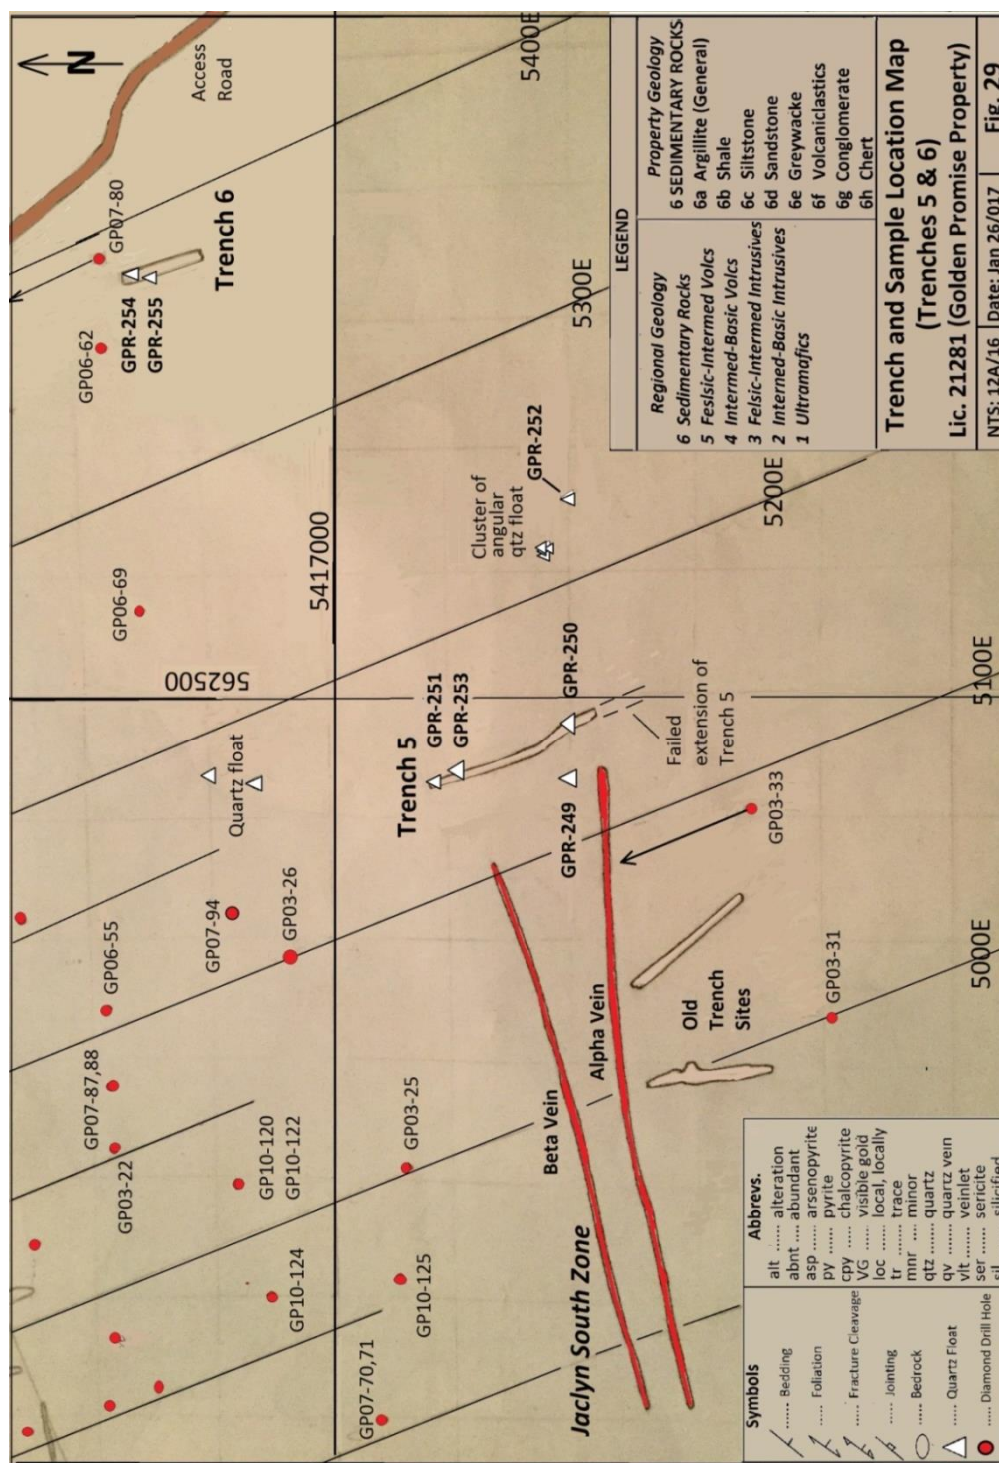 N
Access
Road
5400E
GP07-80
Trench 6
GP06-62
GPR-254
GPR-255
5300E
GP06-69
5417000
562500
Cluster of
angular
qtz float
GPR-252
5200E
Quartz float
Trench 5
GPR-251
GPR-253
GPR-250
GPR-249
Failed
extension of
Trench 5
5100E
GP03-33
GP06-55
GP07-94
GP03-26
GP07-87,88
GP03-22
GP10-120
GP10-122
GP03-25
GP10-124
GP10-125
GP07-70,71
Beta Vein
Alpha Vein
Old
Trench
Sites
GP03-31
5000E
Jaclyn South Zone
LEGEND
Regional Geology
6 Sedimentary Rocks
5 Feslsic-Intermed Volcs
4 Intermed-Basic Volcs
3 Felsic-Intermed Intrusives
2 Interned-Basic Intrusives
1 Ultramafics
Property Geology
6 SEDIMENTARY ROCKS
6a Argillite (General)
6b Shale
6c Siltstone
6d Sandstone
6e Greywacke
6f Volcaniclastics
6g Conglomerate
6h Chert
Trench and Sample Location Map
(Trenches 5 & 6)
Lic. 21281 (Golden Promise Property)
NTS: 12A/16 Date: Jan 26/017 Fig. 29
Symbols
...... Bedding
..... Foliation
..... Fracture Cleavage
..... Jointing
..... Bedrock
..... Quartz Float
..... Diamond Drill Hole
Abbrevs.
alt ...... alteration
abnt .... abundant
asp ...... arsenopyrite
py ...... pyrite
cpy ...... chalcopyrite
VG ...... visible gold
loc ...... local, locally
tr ...... trace
mnr .... minor
qtz ........ quartz
qv ........ quartz vein
vlt ........ veinlet
ser ....... sericite